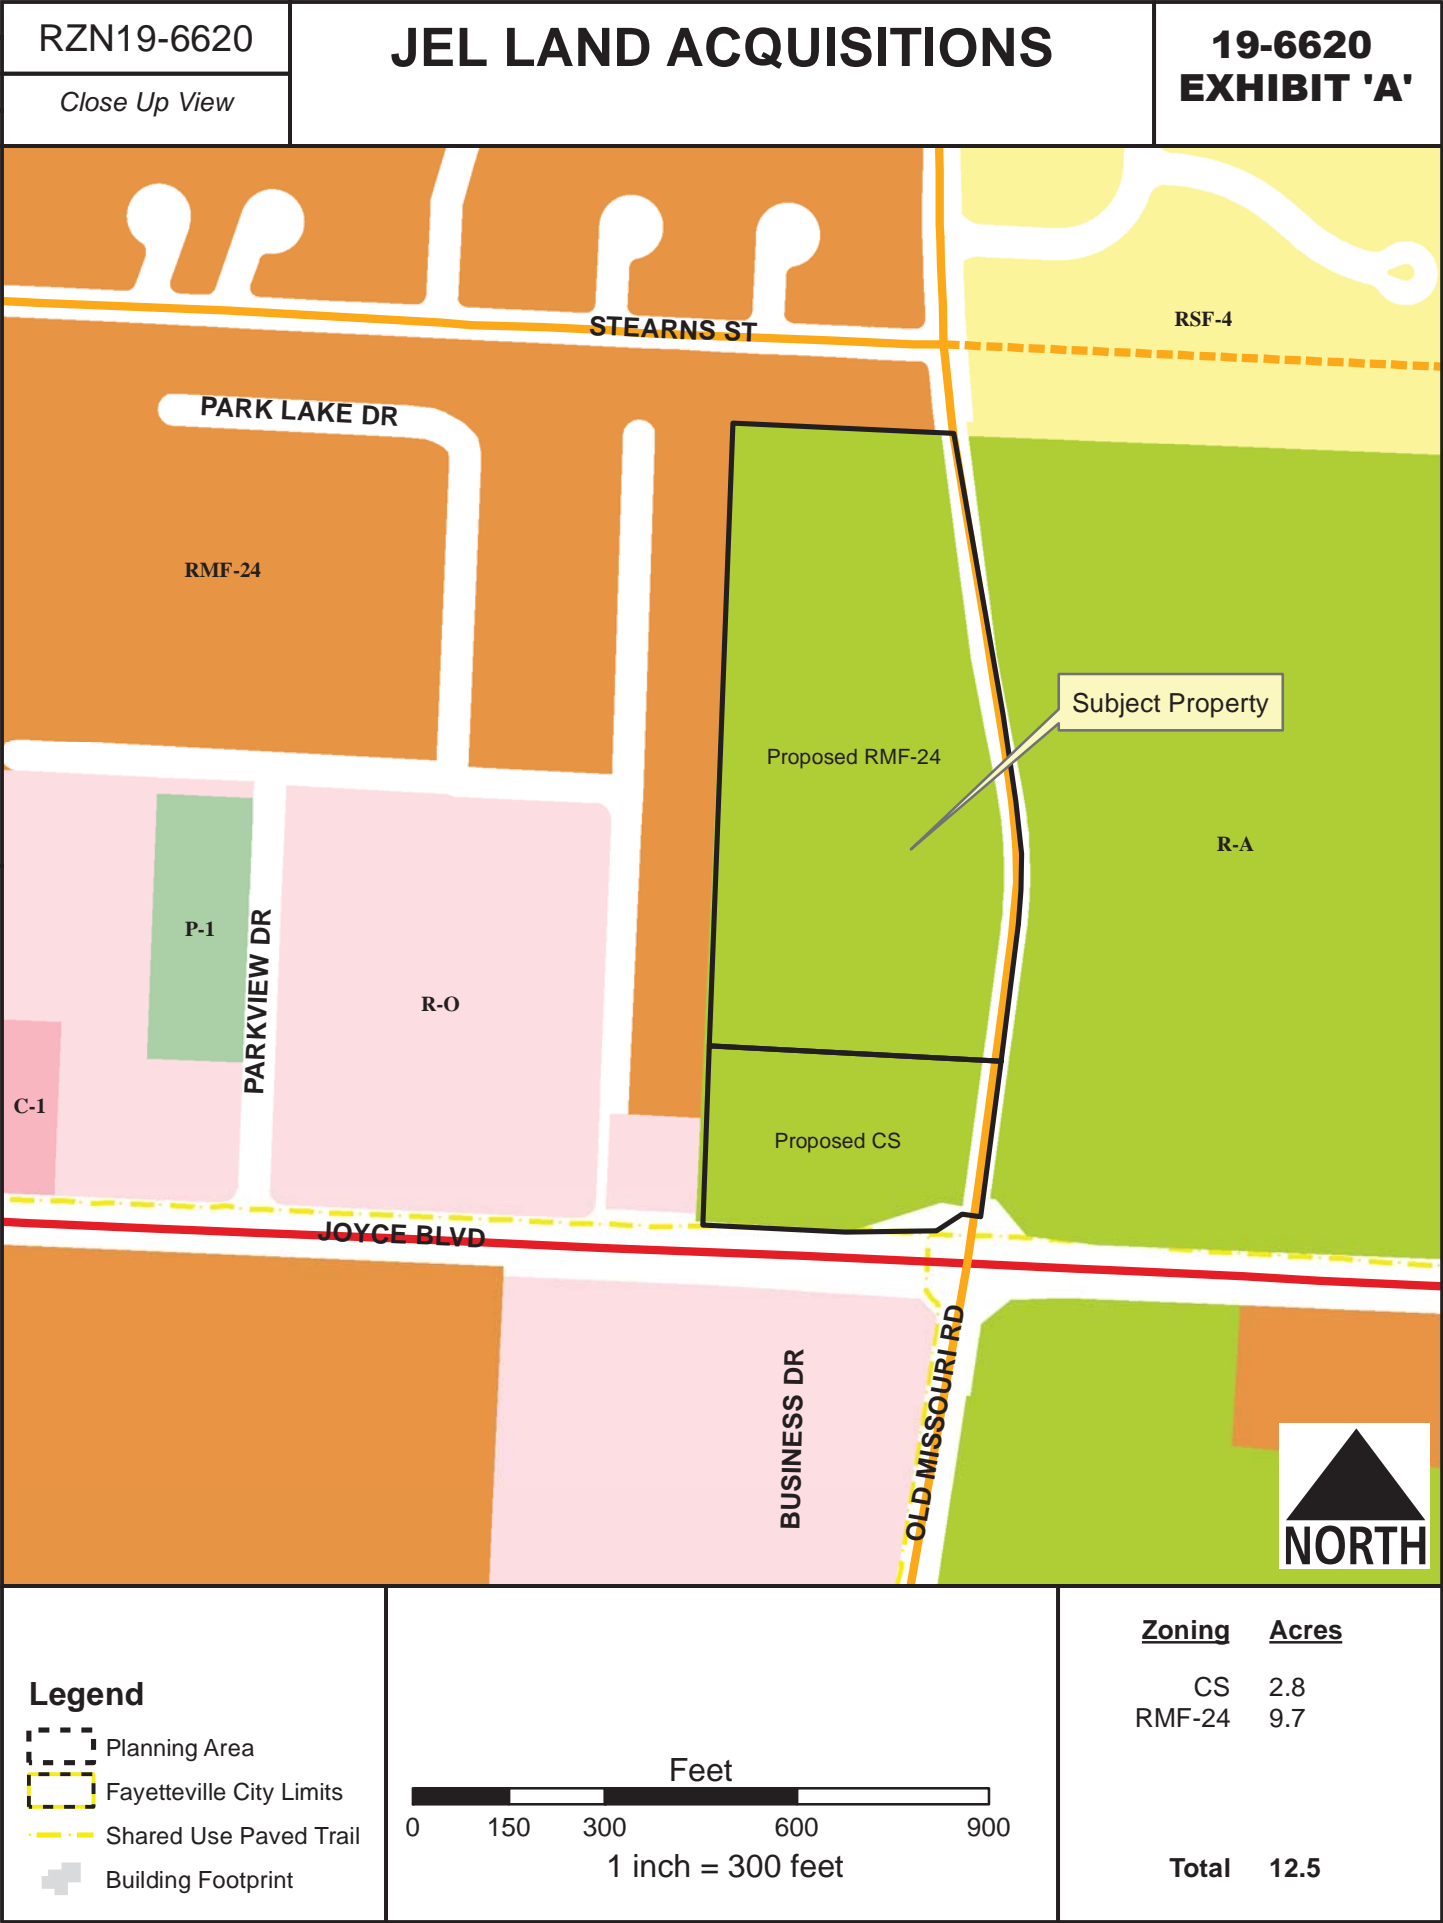 RZN19-6620
Close Up View
JEL LAND ACQUISITIONS
19-6620
EXHIBIT 'A'
STEARNS ST
RSF-4
PARK LAKE DR
RMF-24
Subject Property
Proposed RMF-24
R-A
P-1
PARKVIEW DR
R-O
C-1
Proposed CS
JOYCE BLVD
BUSINESS DR
OLD MISSOURI RD
NORTH
Legend
Planning Area
Fayetteville City Limits
Shared Use Paved Trail
Building Footprint
Feet
0 150 300 600 900
1 inch = 300 feet
Zoning Acres
CS 2.8
RMF-24 9.7
Total 12.5